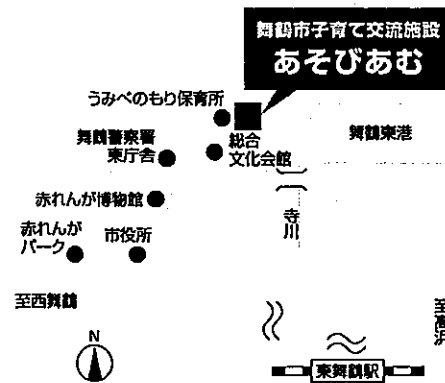 舞鶴市子育て交流施設
あそびあむ
うみべのもり保育所
舞鶴警察署
東庁舎
総合
文化会館
舞鶴東港
赤れんが博物館
寺川
赤れんが
パーク
市役所
至西舞鶴
至高浜
N
東舞鶴駅